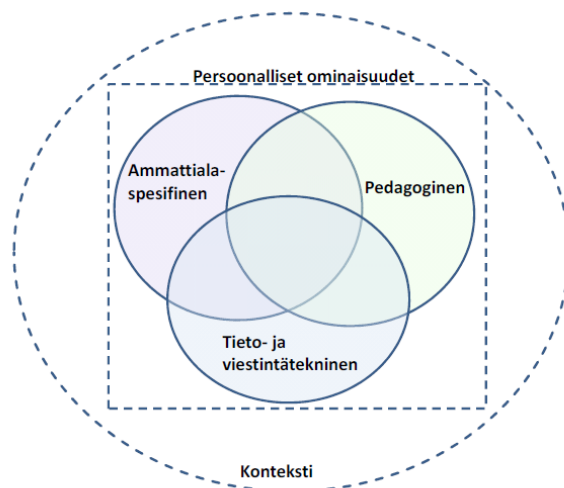 Persoonalliset ominaisuudet
Ammattiala-
spesifinen
Pedagoginen
Tieto- ja
viestintätekninen
Konteksti